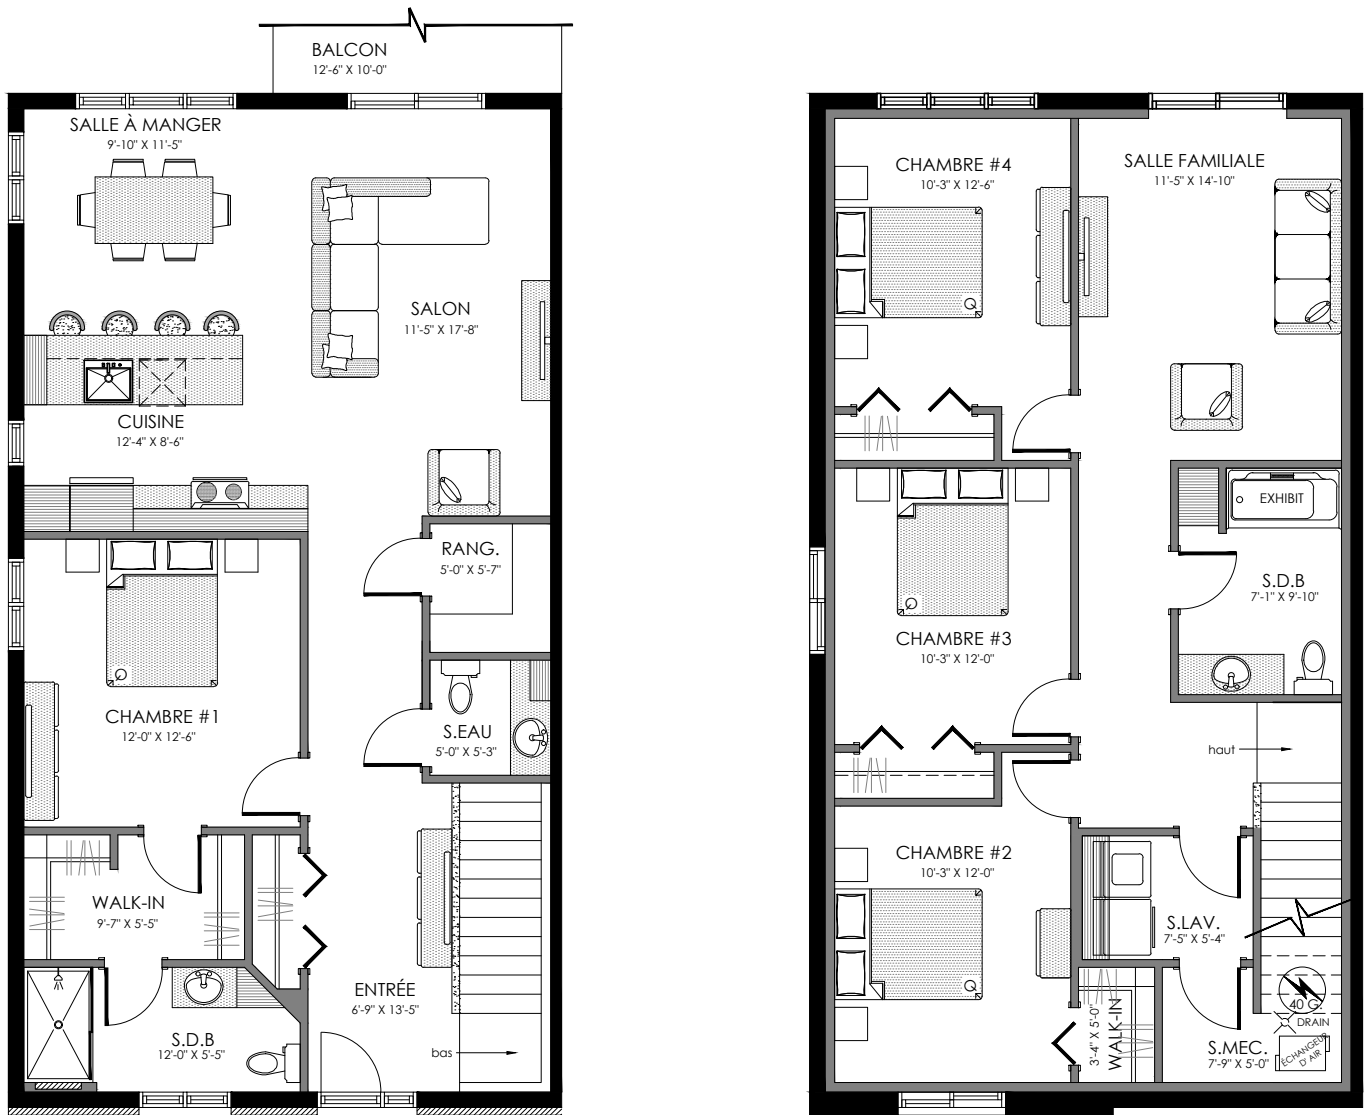 BALCON
12'-6" X 10'-0"
SALLE À MANGER
9'-10" X 11'-5"
SALON
11'-5" X 17'-8"
CUISINE
12'-4" X 8'-6"
RANG.
5'-0" X 5'-7"
S.EAU
5'-0" X 5'-3"
CHAMBRE #1
12'-0" X 12'-6"
WALK-IN
9'-7" X 5'-5"
ENTRÉE
6'-9" X 13'-5"
S.D.B
12'-0" X 5'-5"
bas
CHAMBRE #4
10'-3" X 12'-6"
SALLE FAMILIALE
11'-5" X 14'-10"
EXHIBIT
S.D.B
7'-1" X 9'-10"
CHAMBRE #3
10'-3" X 12'-0"
haut
CHAMBRE #2
10'-3" X 12'-0"
S.LAV.
7'-5" X 5'-4"
WALK-IN
3'-4" X 5'-0"
40 G.
DRAIN
S.MEC.
7'-9" X 5'-0"
ÉCHANGEUR
D'AIR